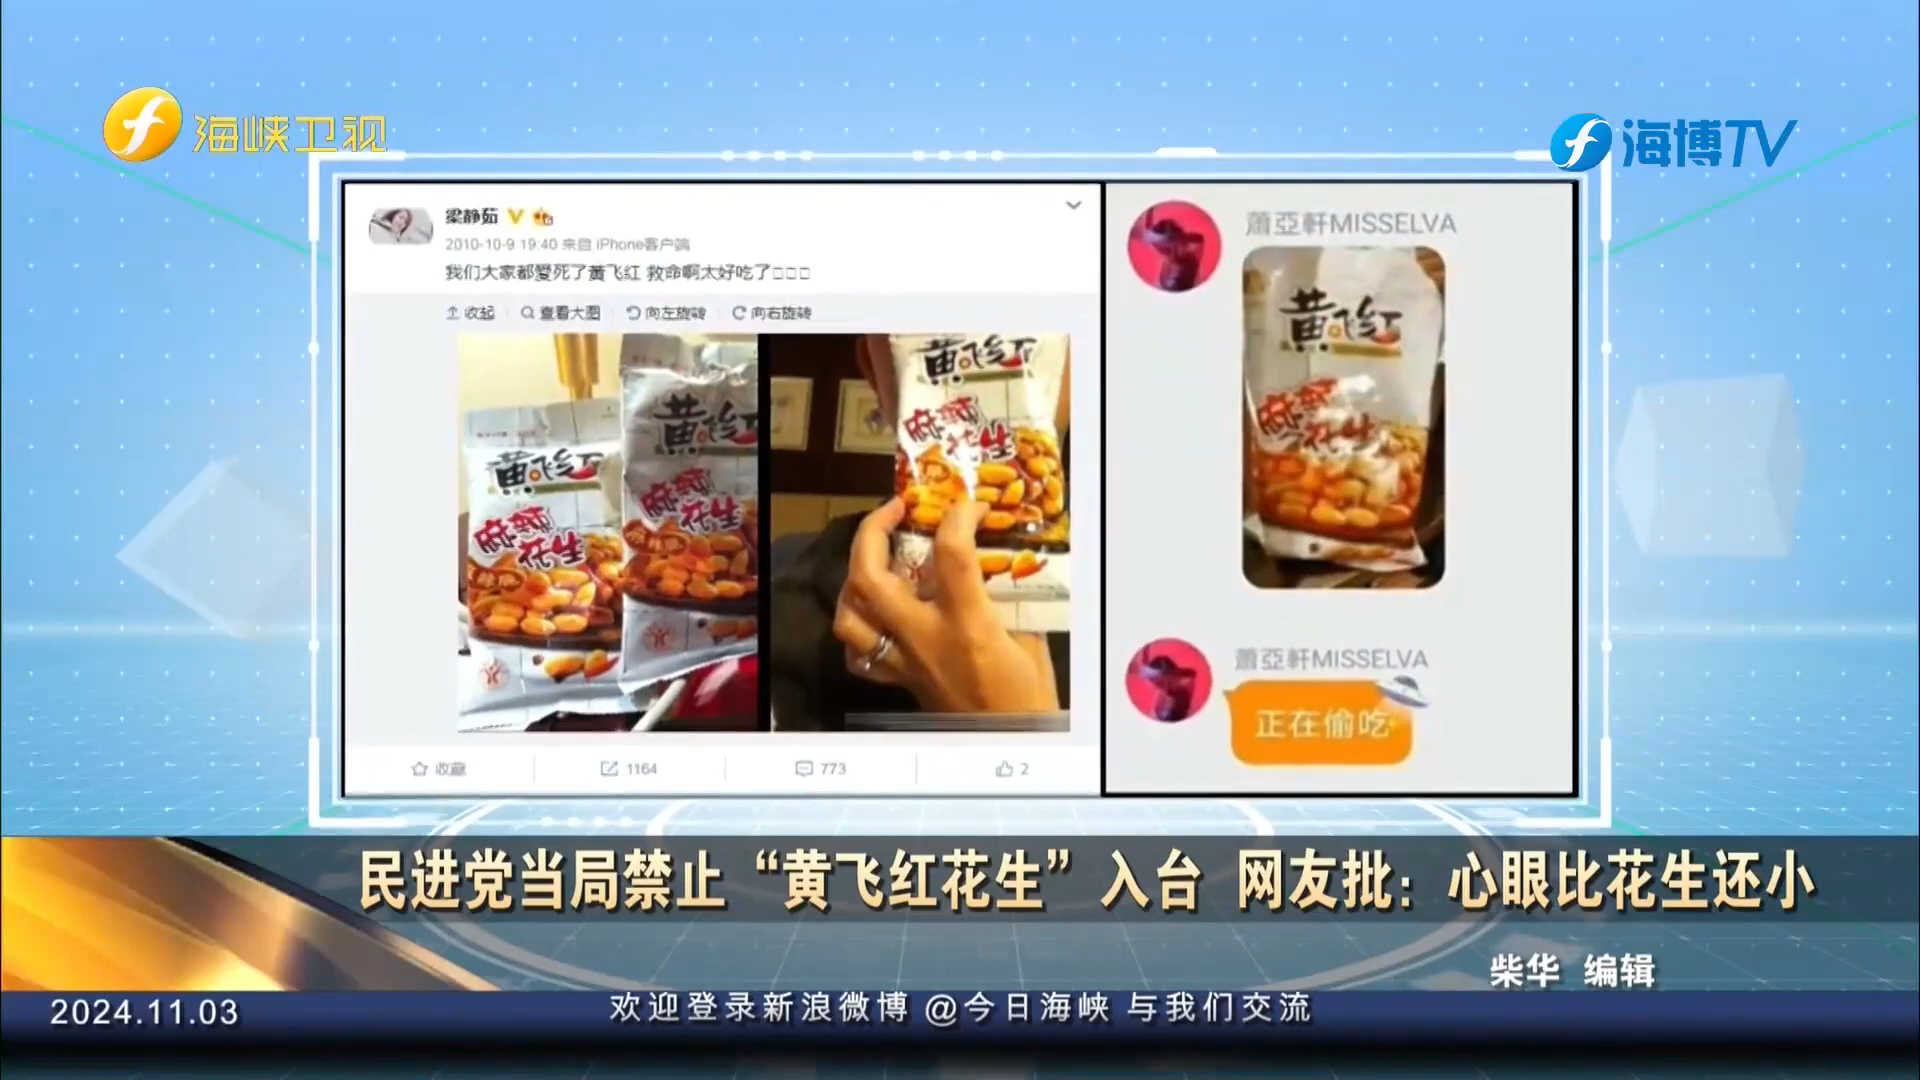 海峡卫视
海博TV
梁静茹
2010-10-9 19:40 来自 iPhone客户端
我们大家都愛死了黄飞红 救命啊太好吃了□□□
收起
查看大图
向左旋转
向右旋转
黄飞红
麻辣
花生
黄飞红
麻辣
花生
黄飞红
麻辣
花生
收藏
1164
773
2
蕭亞軒MISSELVA
黄飞红
麻辣
花生
蕭亞軒MISSELVA
正在偷吃
民进党当局禁止“黄飞红花生”入台 网友批：心眼比花生还小
柴华 编辑
2024.11.03
欢迎登录新浪微博 @今日海峡 与我们交流